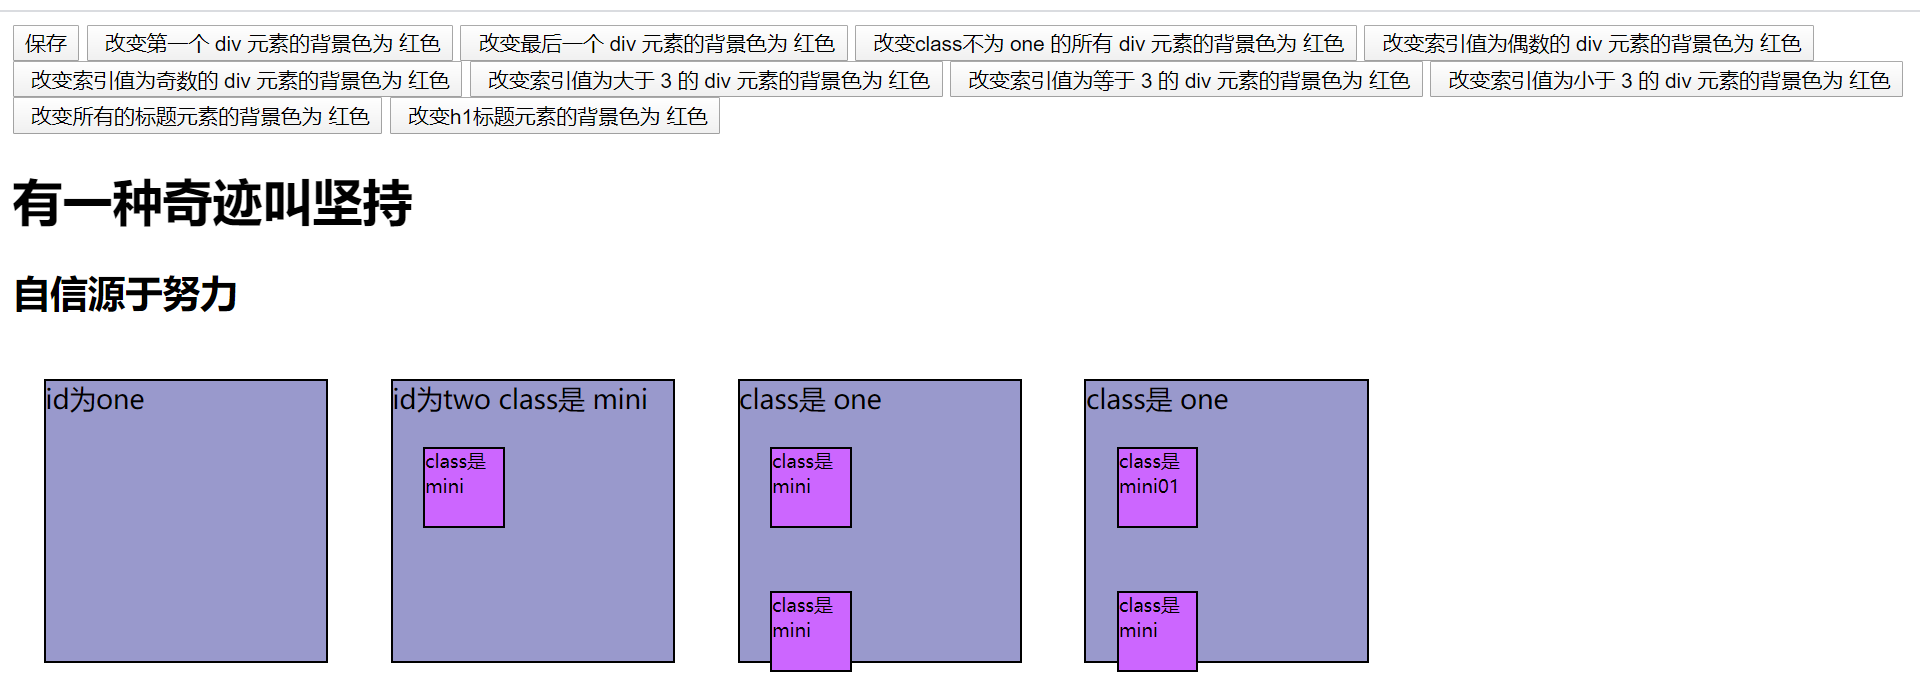 保存 改变第一个 div 元素的背景色为 红色 改变最后一个 div 元素的背景色为 红色 改变class不为 one 的所有 div 元素的背景色为 红色 改变索引值为偶数的 div 元素的背景色为 红色
改变索引值为奇数的 div 元素的背景色为 红色 改变索引值为大于 3 的 div 元素的背景色为 红色 改变索引值为等于 3 的 div 元素的背景色为 红色 改变索引值为小于 3 的 div 元素的背景色为 红色
改变所有的标题元素的背景色为 红色 改变h1标题元素的背景色为 红色
有一种奇迹叫坚持
自信源于努力
id为one
id为two class是 mini
class是
mini
class是 one
class是
mini
class是
mini
class是 one
class是
mini01
class是
mini